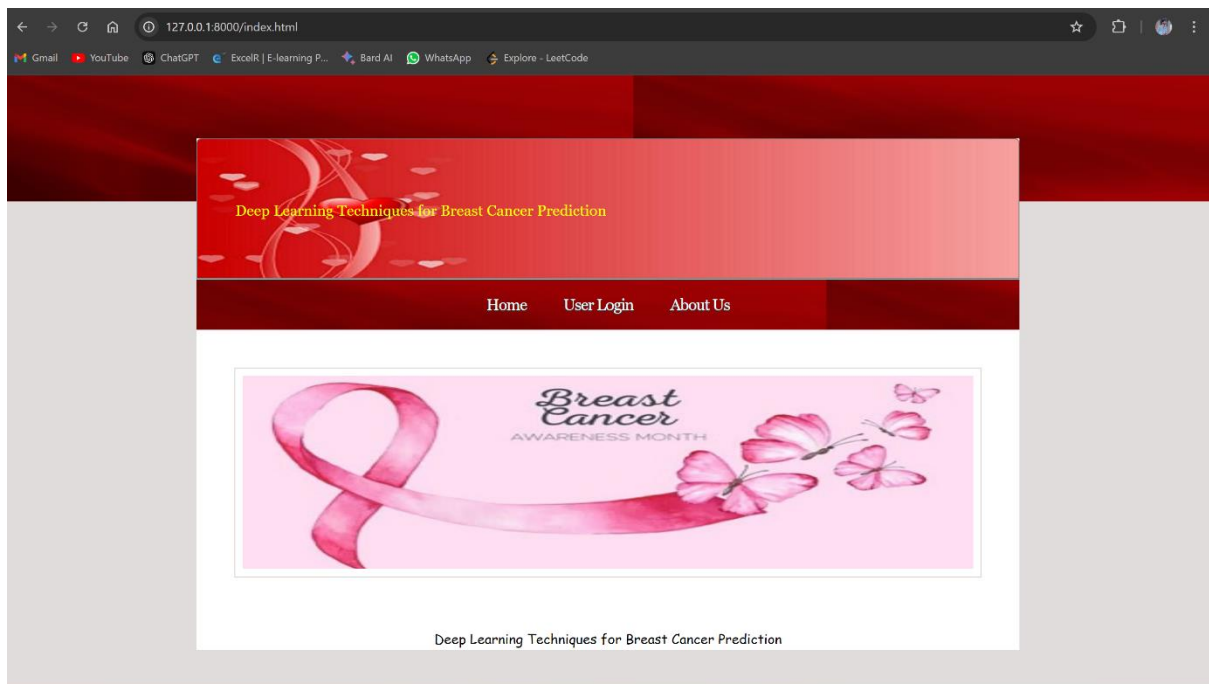 127.0.0.1:8000/index.html
Gmail YouTube ChatGPT ExcelR | E-learning P... Bard AI WhatsApp Explore - LeetCode
Deep Learning Techniques for Breast Cancer Prediction
Home User Login About Us
Breast
Cancer
AWARENESS MONTH
Deep Learning Techniques for Breast Cancer Prediction